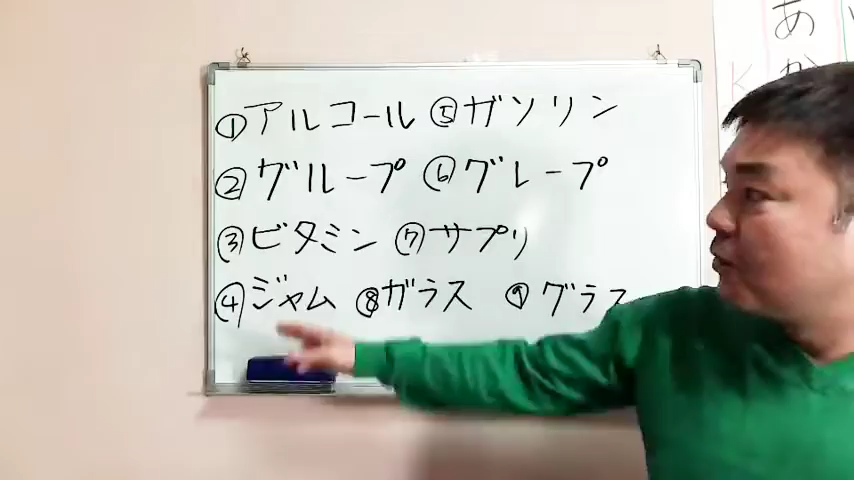 ①アルコール ⑤ガソリン
②グループ ⑥グレープ
③ビタミン ⑦サプリ
④ジャム ⑧ガラス ⑨グラス
あ
か
K